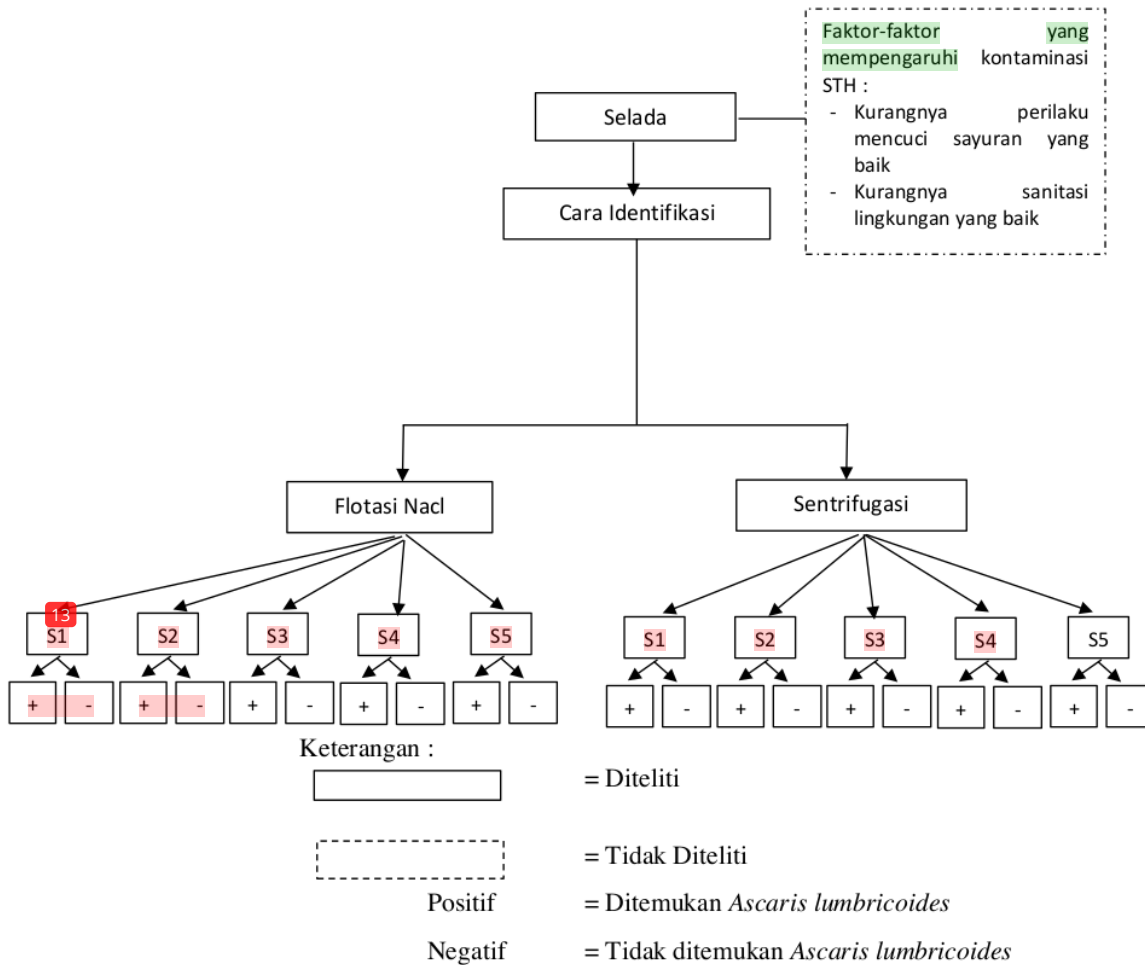 Faktor-faktor yang
mempengaruhi kontaminasi
STH :
- Kurangnya perilaku
mencuci sayuran yang
baik
- Kurangnya sanitasi
lingkungan yang baik
Selada
Cara Identifikasi
Flotasi Nacl
Sentrifugasi
13
S1 S2 S3 S4 S5 S1 S2 S3 S4 S5
+ - + - + - + - + - + - + - + - + - + -
Keterangan :
= Diteliti
= Tidak Diteliti
Positif = Ditemukan Ascaris lumbricoides
Negatif = Tidak ditemukan Ascaris lumbricoides